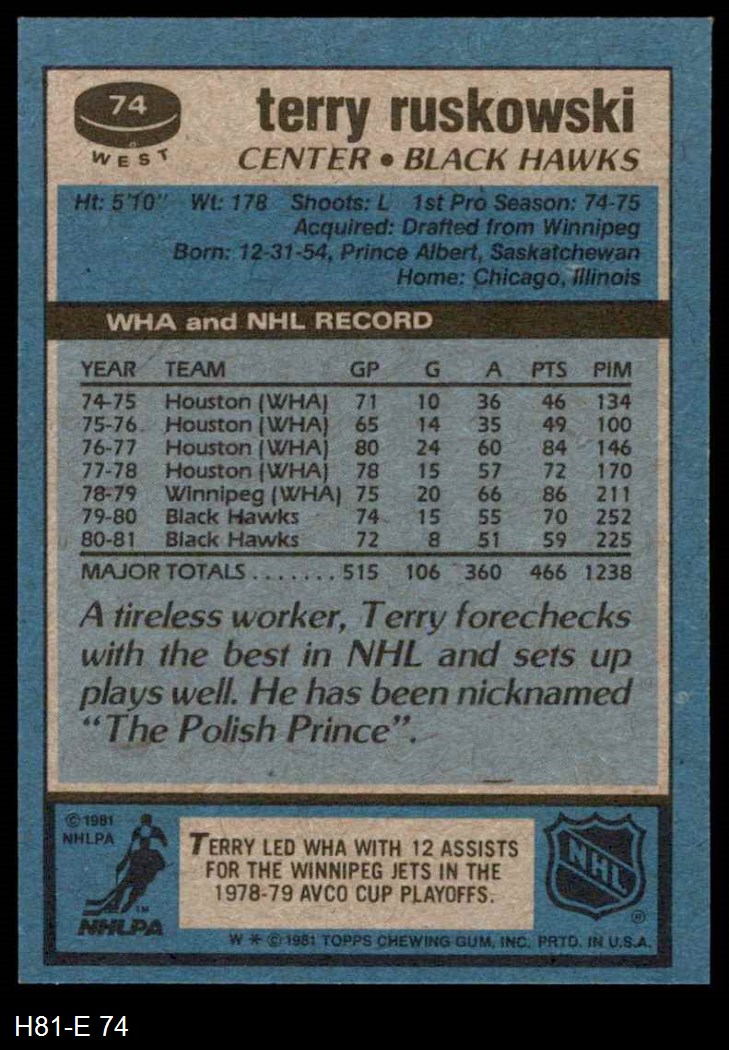 74
WEST
terry ruskowski
CENTER • BLACK HAWKS
Ht: 5'10" Wt: 178 Shoots: L 1st Pro Season: 74-75
Acquired: Drafted from Winnipeg
Born: 12-31-54, Prince Albert, Saskatchewan
Home: Chicago, Illinois
WHA and NHL RECORD
YEAR TEAM GP G A PTS PIM
74-75 Houston (WHA) 71 10 36 46 134
75-76 Houston (WHA) 65 14 35 49 100
76-77 Houston (WHA) 80 24 60 84 146
77-78 Houston (WHA) 78 15 57 72 170
78-79 Winnipeg (WHA) 75 20 66 86 211
79-80 Black Hawks 74 15 55 70 252
80-81 Black Hawks 72 8 51 59 225
MAJOR TOTALS ....... 515 106 360 466 1238
A tireless worker, Terry forechecks
with the best in NHL and sets up
plays well. He has been nicknamed
“The Polish Prince”.
© 1981
NHLPA
TM
NHLPA
TERRY LED WHA WITH 12 ASSISTS
FOR THE WINNIPEG JETS IN THE
1978-79 AVCO CUP PLAYOFFS.
NHL
®
W * © 1981 TOPPS CHEWING GUM, INC. PRTD. IN U.S.A.
H81-E 74